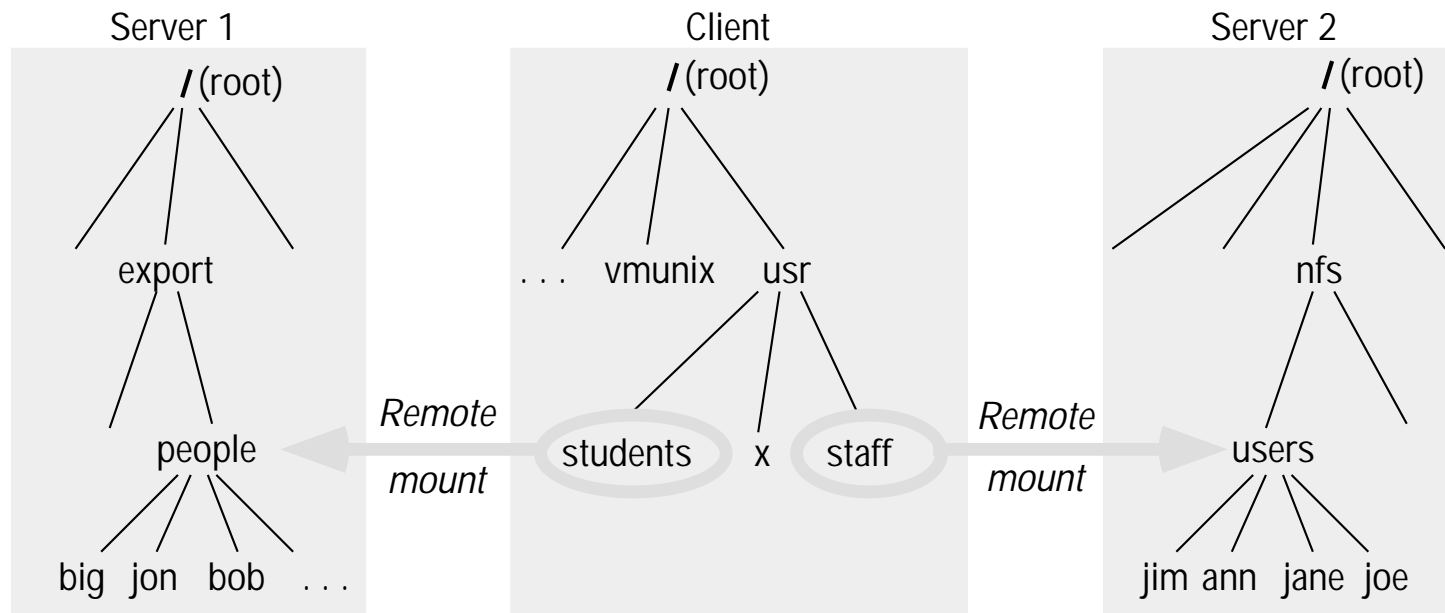 Server 1
Client
Server 2
/ (root)
/ (root)
/ (root)
export
. . .
vmunix
usr
nfs
Remote
mount
people
students
x
staff
Remote
mount
users
big
jon
bob
. . .
jim
ann
jane
joe